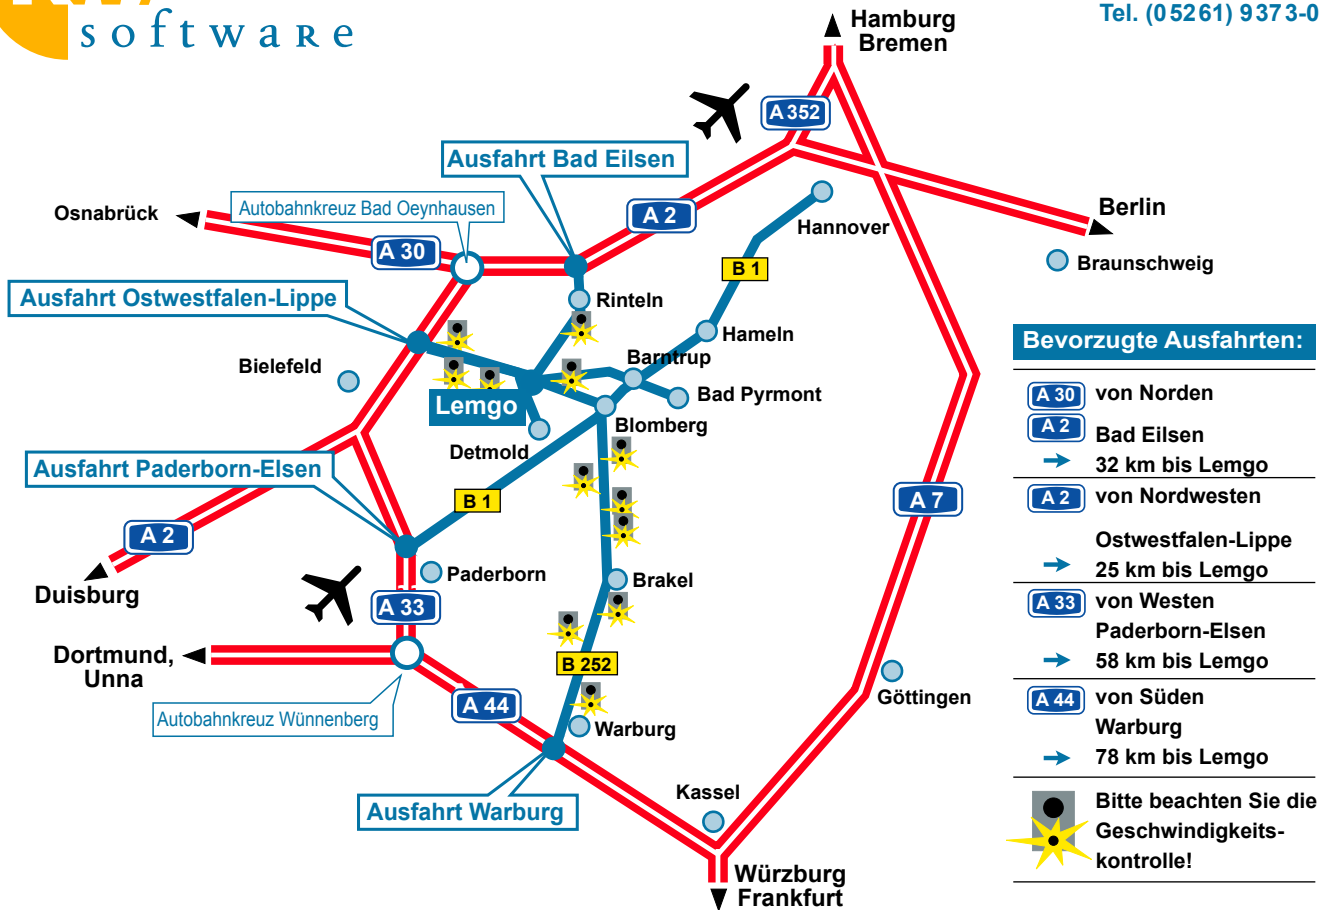 software
Tel. (05261) 9373-0
Hamburg
Bremen
A 352
Ausfahrt Bad Eilsen
Osnabrück
Autobahnkreuz Bad Oeynhausen
A 2
Berlin
Hannover
A 30
B 1
Braunschweig
Ausfahrt Ostwestfalen-Lippe
Rinteln
Hameln
Bielefeld
Barntrup
Bad Pyrmont
Lemgo
Blomberg
Detmold
Ausfahrt Paderborn-Elsen
B 1
A 7
A 2
Paderborn
Brakel
Duisburg
A 33
Dortmund,
Unna
B 252
Göttingen
A 44
Autobahnkreuz Wünnenberg
Warburg
Kassel
Ausfahrt Warburg
Würzburg
Frankfurt
Bevorzugte Ausfahrten:
A 30 von Norden
A 2 Bad Eilsen
32 km bis Lemgo
A 2 von Nordwesten
Ostwestfalen-Lippe
25 km bis Lemgo
A 33 von Westen
Paderborn-Elsen
58 km bis Lemgo
A 44 von Süden
Warburg
78 km bis Lemgo
Bitte beachten Sie die
Geschwindigkeits-
kontrolle!